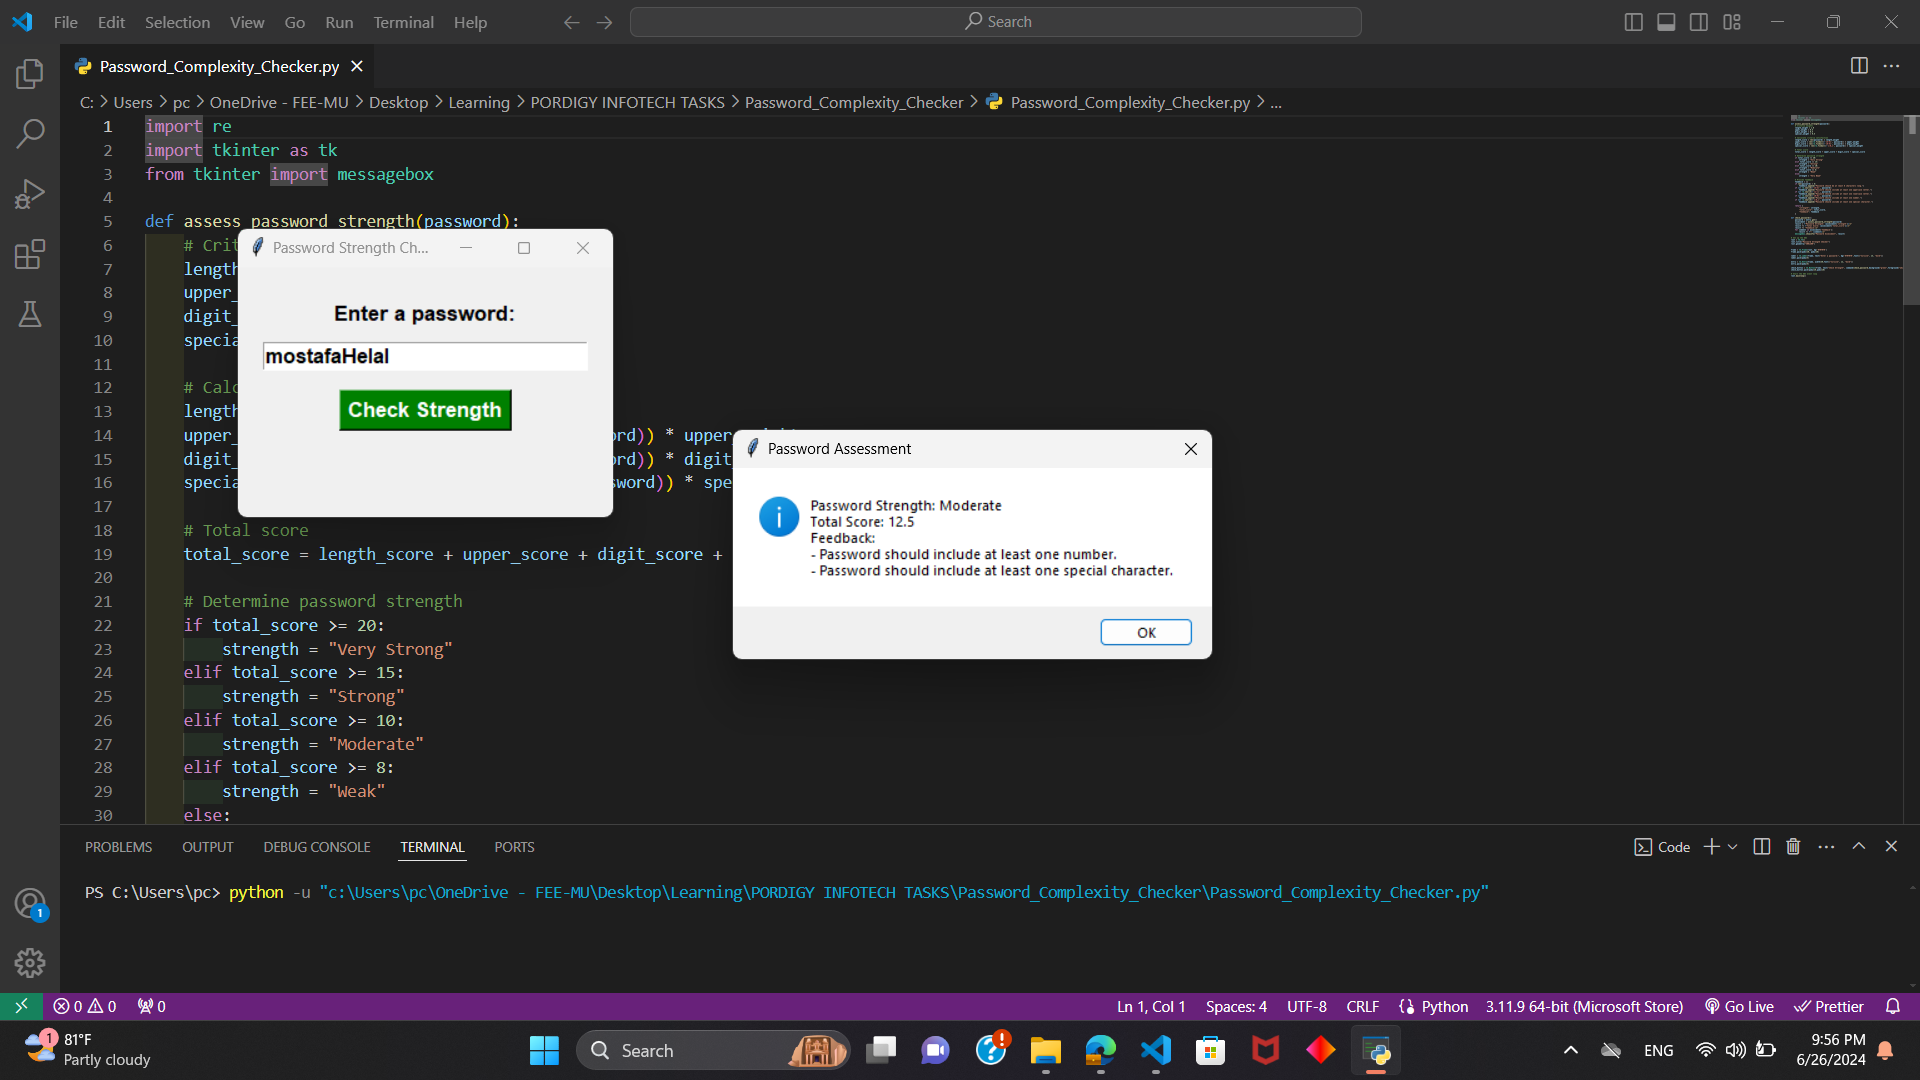 File Edit Selection View Go Run Terminal Help
Search
Password_Complexity_Checker.py
C: > Users > pc > OneDrive - FEE-MU > Desktop > Learning > PORDIGY INFOTECH TASKS > Password_Complexity_Checker > Password_Complexity_Checker.py > ...
1 import re
2 import tkinter as tk
3 from tkinter import messagebox
4
5 def assess_password_strength(password):
6 # Crit
7 length
8 upper_
9 digit_
10 specia
11
12 # Calc
13 length
14 upper_ ord)) * upper_
15 digit_ ord)) * digit_
16 specia sword)) * spe
17
18 # Total score
19 total_score = length_score + upper_score + digit_score +
20
21 # Determine password strength
22 if total_score >= 20:
23 strength = "Very Strong"
24 elif total_score >= 15:
25 strength = "Strong"
26 elif total_score >= 10:
27 strength = "Moderate"
28 elif total_score >= 8:
29 strength = "Weak"
30 else:
Password Strength Ch...
Enter a password:
mostafaHelal
Check Strength
Password Assessment
Password Strength: Moderate
Total Score: 12.5
Feedback:
- Password should include at least one number.
- Password should include at least one special character.
OK
PROBLEMS OUTPUT DEBUG CONSOLE TERMINAL PORTS
Code
PS C:\Users\pc> python -u "c:\Users\pc\OneDrive - FEE-MU\Desktop\Learning\PORDIGY INFOTECH TASKS\Password_Complexity_Checker\Password_Complexity_Checker.py"
1
0 0 0
Ln 1, Col 1 Spaces: 4 UTF-8 CRLF Python 3.11.9 64-bit (Microsoft Store) Go Live Prettier
1
81°F
Partly cloudy
Search
ENG
9:56 PM
6/26/2024